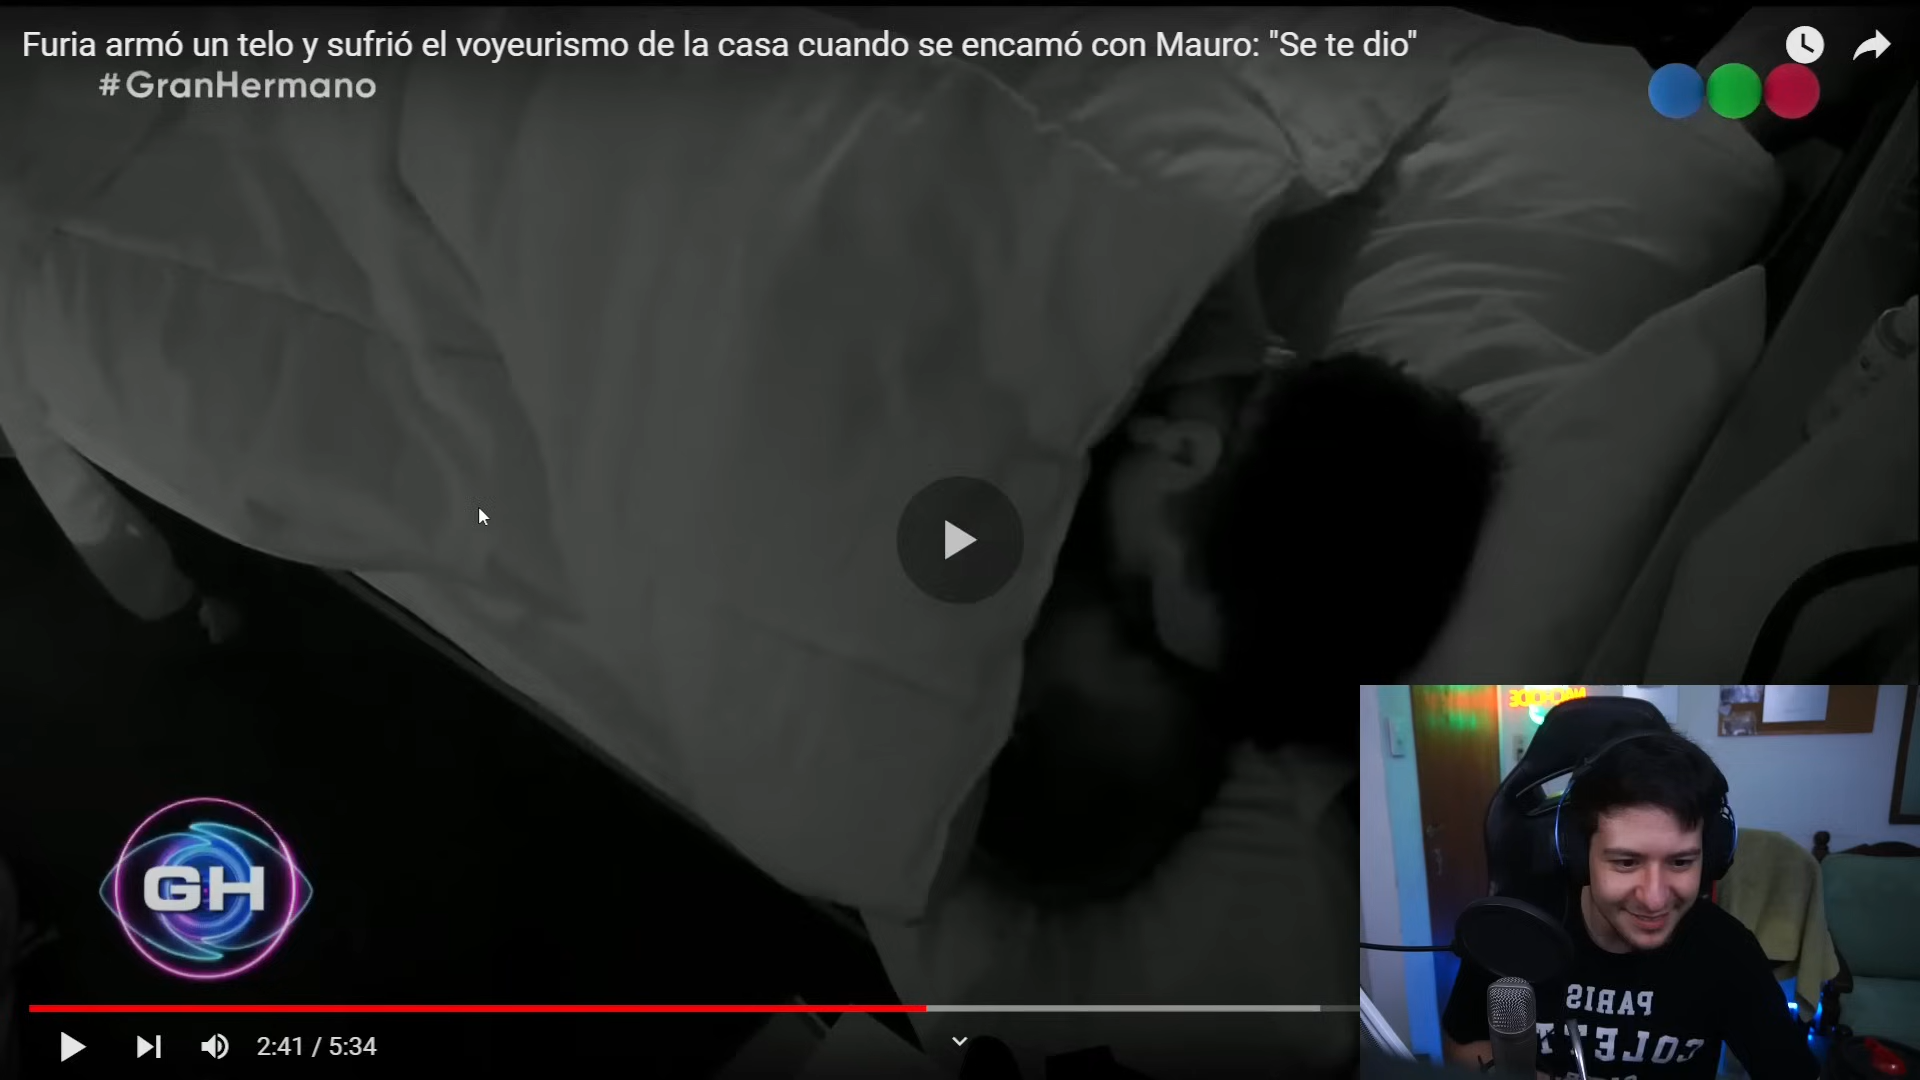 Furia armó un telo y sufrió el voyeurismo de la casa cuando se encamó con Mauro: "Se te dio"
#GranHermano
GH
PARIS
2:41 / 5:34